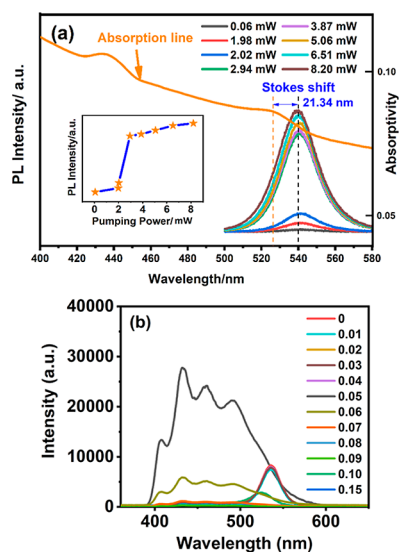 (a)
Absorption line
0.06 mW 3.87 mW
1.98 mW 5.06 mW
2.02 mW 6.51 mW
2.94 mW 8.20 mW
Stokes shift
21.34 nm
PL Intensity/ a.u.
Absorptivity
0.10
0.05
PL Intensity/a.u.
0 2 4 6 8 mW
Pumping Power/
400 420 440 460 480 500 520 540 560 580
Wavelength/nm
(b)
Intensity (a.u.)
40000
30000
20000
10000
0
0
0.01
0.02
0.03
0.04
0.05
0.06
0.07
0.08
0.09
0.10
0.15
400 500 600
Wavelength (nm)